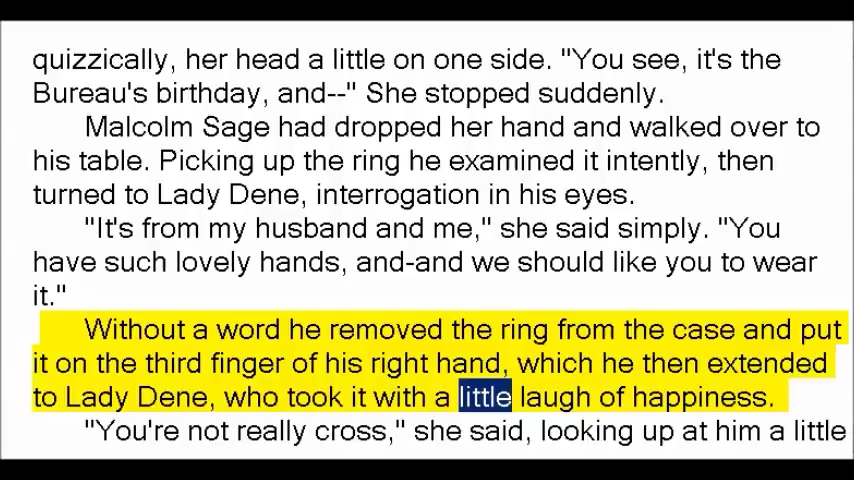 quizzically, her head a little on one side. "You see, it's the
Bureau's birthday, and--" She stopped suddenly.
Malcolm Sage had dropped her hand and walked over to
his table. Picking up the ring he examined it intently, then
turned to Lady Dene, interrogation in his eyes.
"It's from my husband and me," she said simply. "You
have such lovely hands, and-and we should like you to wear
it."
Without a word he removed the ring from the case and put
it on the third finger of his right hand, which he then extended
to Lady Dene, who took it with a little laugh of happiness.
"You're not really cross," she said, looking up at him a little